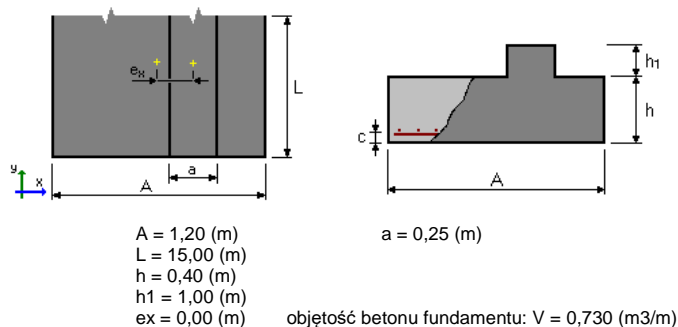 eₓ
L
a
A
y
x
h₁
h
c
A
A = 1,20 (m) a = 0,25 (m)
L = 15,00 (m)
h = 0,40 (m)
h1 = 1,00 (m)
ex = 0,00 (m) objętość betonu fundamentu: V = 0,730 (m3/m)